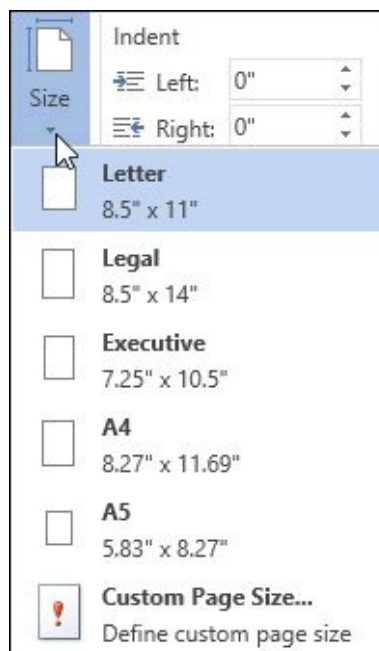 Indent
Left: 0"
Size
Right: 0"
Letter
8.5" x 11"
Legal
8.5" x 14"
Executive
7.25" x 10.5"
A4
8.27" x 11.69"
A5
5.83" x 8.27"
Custom Page Size...
Define custom page size